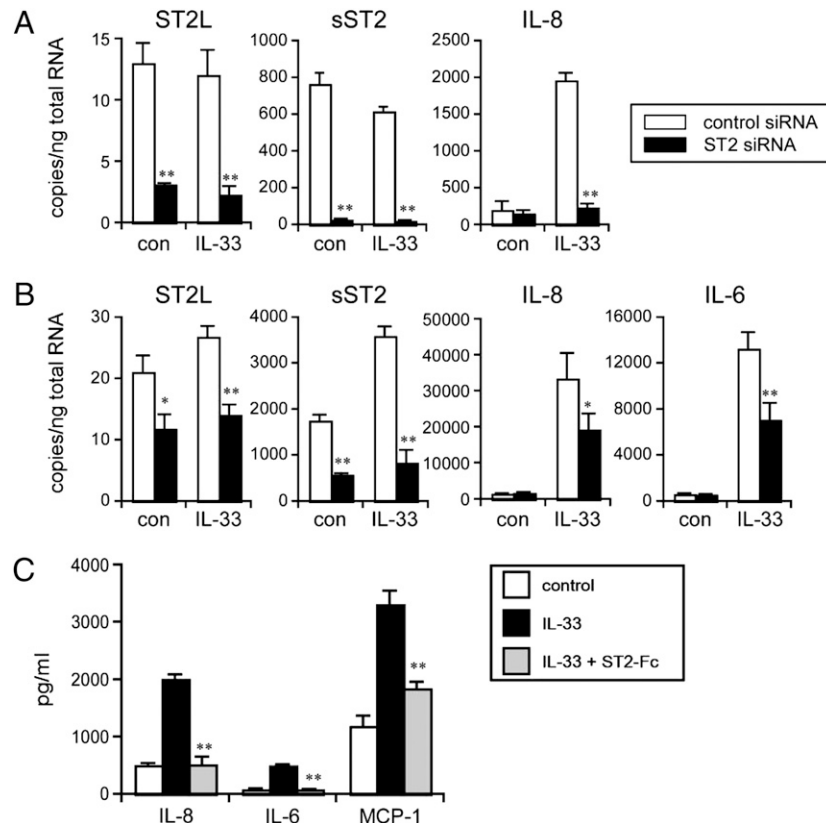 A
ST2L
sST2
IL-8
copies/ng total RNA
15
10
5
0
1000
800
600
400
200
0
2500
2000
1500
1000
500
0
**
**
**
**
**
con
IL-33
con
IL-33
con
IL-33
control siRNA
ST2 siRNA
B
ST2L
sST2
IL-8
IL-6
copies/ng total RNA
30
20
10
0
4000
3000
2000
1000
0
50000
40000
30000
20000
10000
0
16000
12000
8000
4000
0
*
**
**
**
*
**
con
IL-33
con
IL-33
con
IL-33
con
IL-33
C
pg/ml
4000
3000
2000
1000
0
**
**
**
IL-8
IL-6
MCP-1
control
IL-33
IL-33 + ST2-Fc